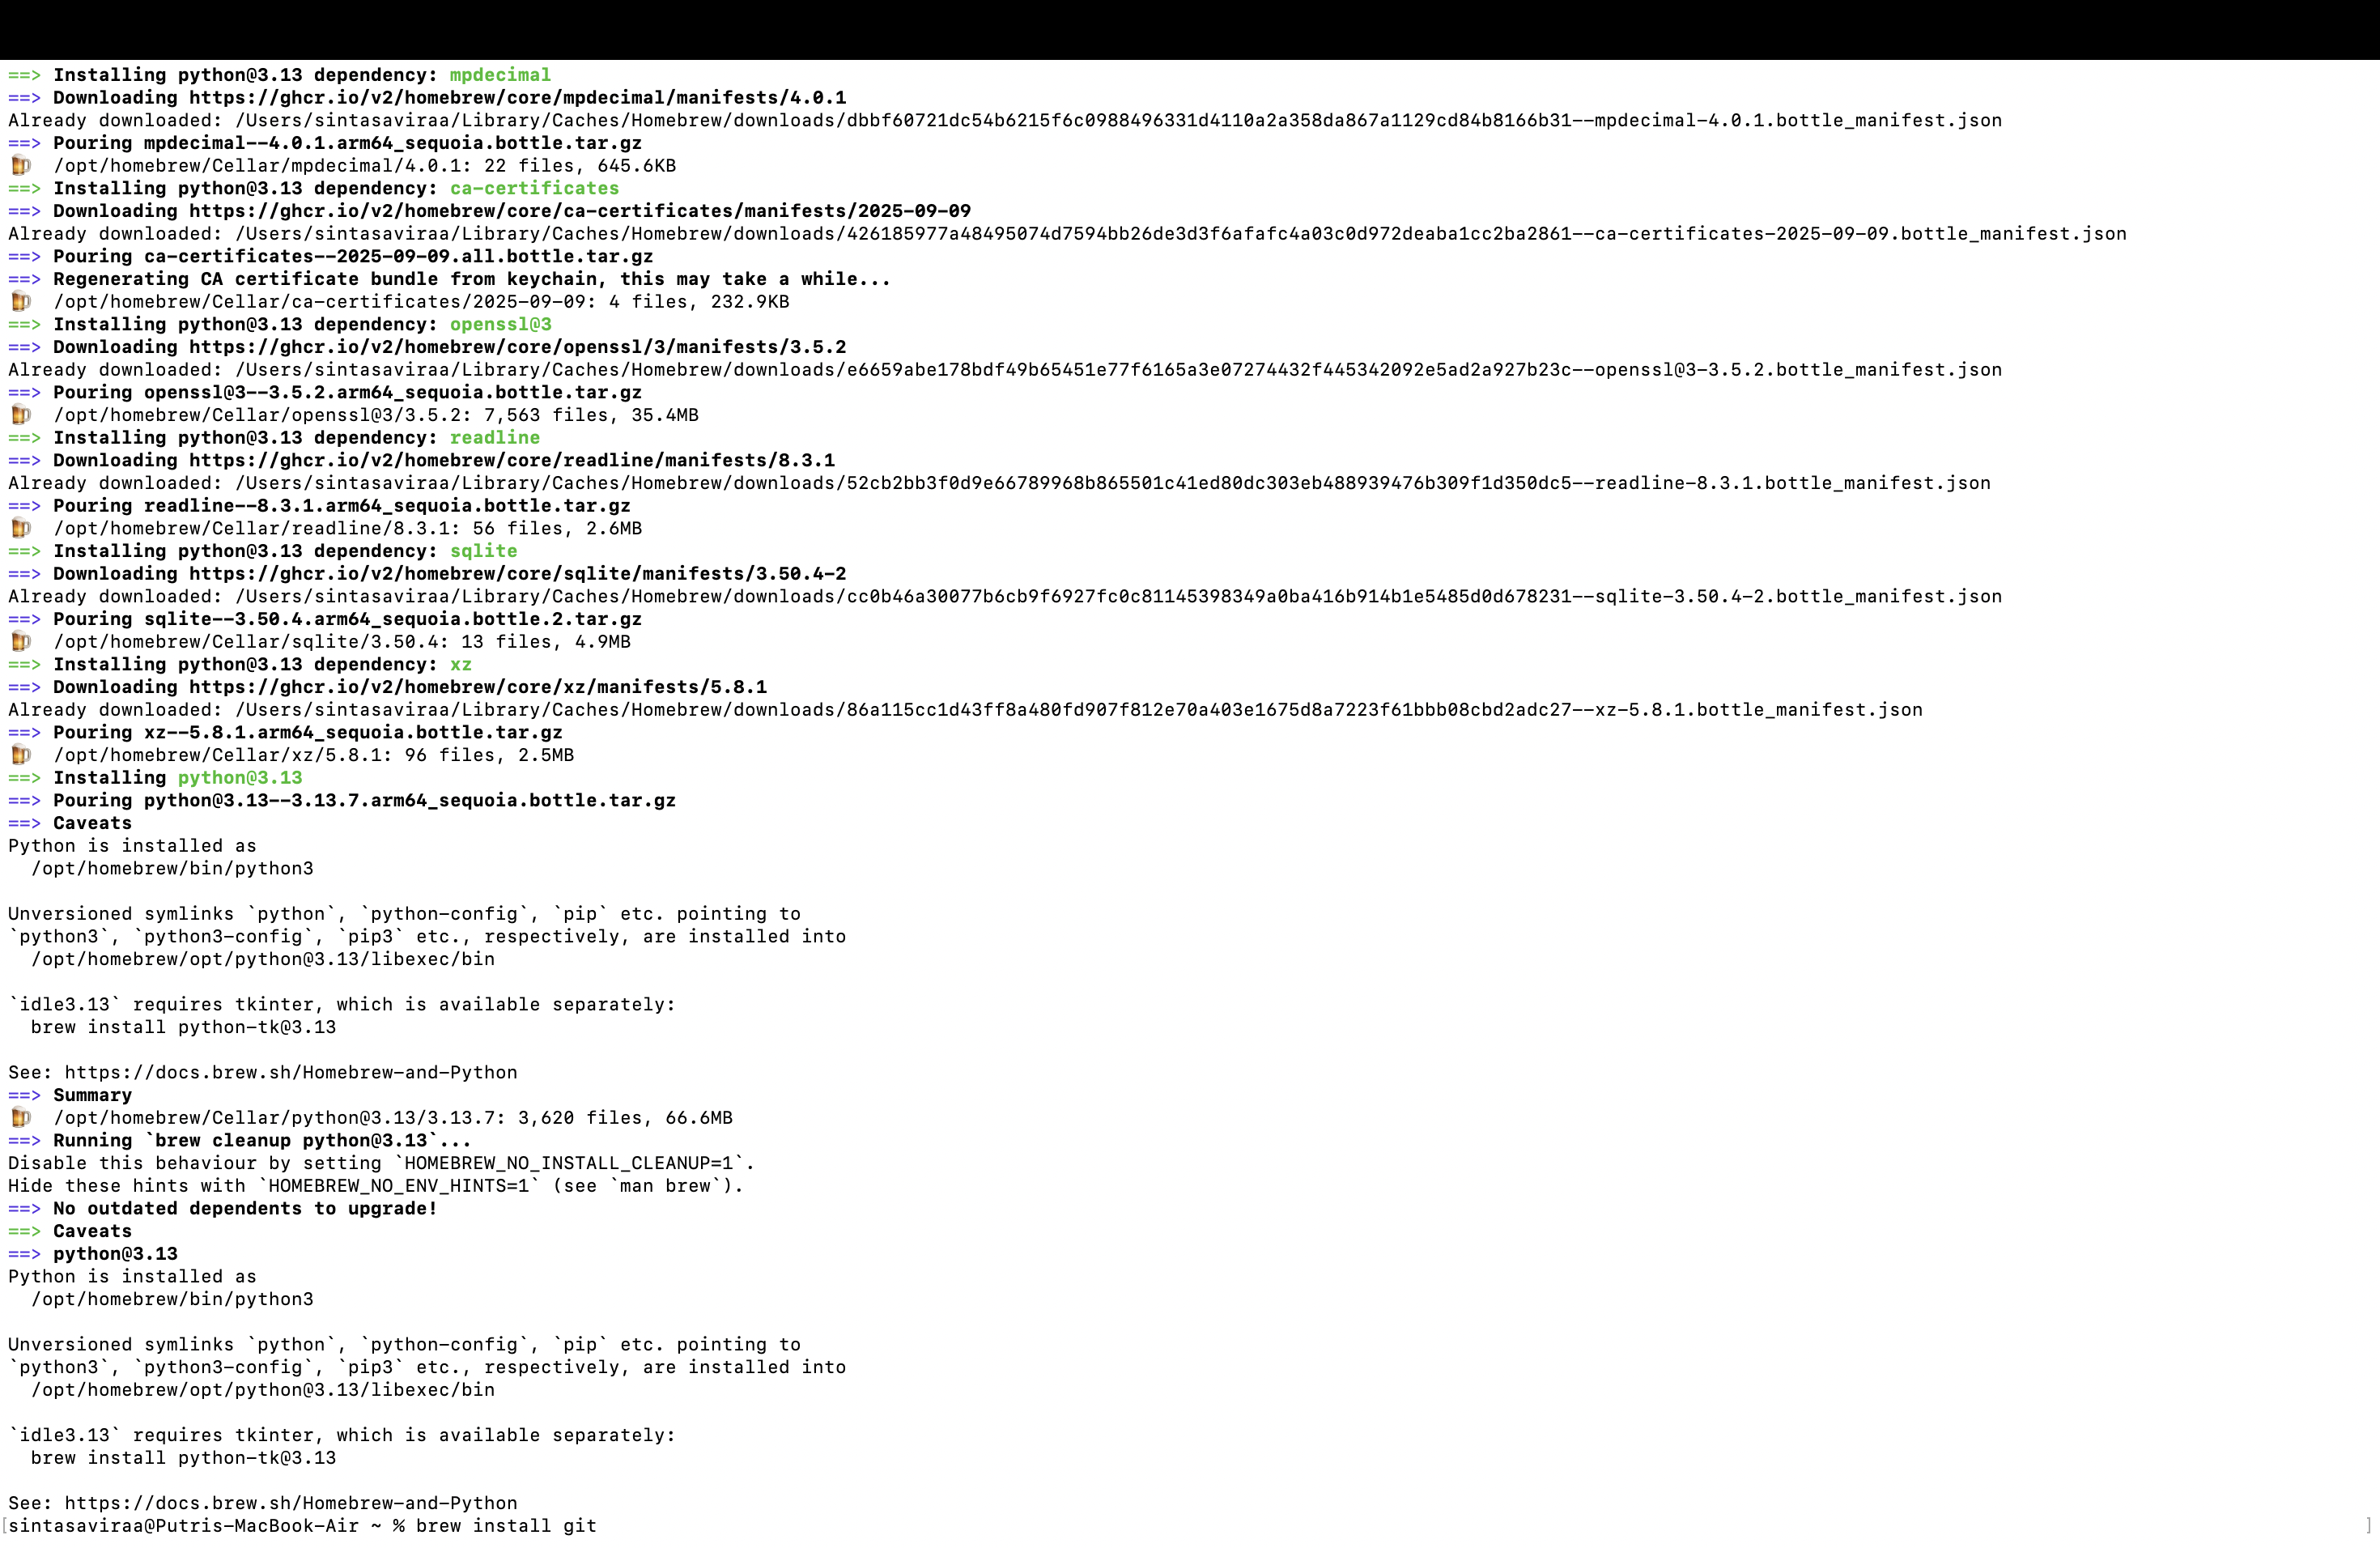 ==> Installing python@3.13 dependency: mpdecimal
==> Downloading https://ghcr.io/v2/homebrew/core/mpdecimal/manifests/4.0.1
Already downloaded: /Users/sintasaviraa/Library/Caches/Homebrew/downloads/dbbf60721dc54b6215f6c0988496331d4110a2a358da867a1129cd84b8166b31--mpdecimal-4.0.1.bottle_manifest.json
==> Pouring mpdecimal--4.0.1.arm64_sequoia.bottle.tar.gz
🍺  /opt/homebrew/Cellar/mpdecimal/4.0.1: 22 files, 645.6KB
==> Installing python@3.13 dependency: ca-certificates
==> Downloading https://ghcr.io/v2/homebrew/core/ca-certificates/manifests/2025-09-09
Already downloaded: /Users/sintasaviraa/Library/Caches/Homebrew/downloads/426185977a48495074d7594bb26de3d3f6afafc4a03c0d972deaba1cc2ba2861--ca-certificates-2025-09-09.bottle_manifest.json
==> Pouring ca-certificates--2025-09-09.all.bottle.tar.gz
==> Regenerating CA certificate bundle from keychain, this may take a while...
🍺  /opt/homebrew/Cellar/ca-certificates/2025-09-09: 4 files, 232.9KB
==> Installing python@3.13 dependency: openssl@3
==> Downloading https://ghcr.io/v2/homebrew/core/openssl/3/manifests/3.5.2
Already downloaded: /Users/sintasaviraa/Library/Caches/Homebrew/downloads/e6659abe178bdf49b65451e77f6165a3e07274432f445342092e5ad2a927b23c--openssl@3-3.5.2.bottle_manifest.json
==> Pouring openssl@3--3.5.2.arm64_sequoia.bottle.tar.gz
🍺  /opt/homebrew/Cellar/openssl@3/3.5.2: 7,563 files, 35.4MB
==> Installing python@3.13 dependency: readline
==> Downloading https://ghcr.io/v2/homebrew/core/readline/manifests/8.3.1
Already downloaded: /Users/sintasaviraa/Library/Caches/Homebrew/downloads/52cb2bb3f0d9e66789968b865501c41ed80dc303eb488939476b309f1d350dc5--readline-8.3.1.bottle_manifest.json
==> Pouring readline--8.3.1.arm64_sequoia.bottle.tar.gz
🍺  /opt/homebrew/Cellar/readline/8.3.1: 56 files, 2.6MB
==> Installing python@3.13 dependency: sqlite
==> Downloading https://ghcr.io/v2/homebrew/core/sqlite/manifests/3.50.4-2
Already downloaded: /Users/sintasaviraa/Library/Caches/Homebrew/downloads/cc0b46a30077b6cb9f6927fc0c81145398349a0ba416b914b1e5485d0d678231--sqlite-3.50.4-2.bottle_manifest.json
==> Pouring sqlite--3.50.4.arm64_sequoia.bottle.2.tar.gz
🍺  /opt/homebrew/Cellar/sqlite/3.50.4: 13 files, 4.9MB
==> Installing python@3.13 dependency: xz
==> Downloading https://ghcr.io/v2/homebrew/core/xz/manifests/5.8.1
Already downloaded: /Users/sintasaviraa/Library/Caches/Homebrew/downloads/86a115cc1d43ff8a480fd907f812e70a403e1675d8a7223f61bbb08cbd2adc27--xz-5.8.1.bottle_manifest.json
==> Pouring xz--5.8.1.arm64_sequoia.bottle.tar.gz
🍺  /opt/homebrew/Cellar/xz/5.8.1: 96 files, 2.5MB
==> Installing python@3.13
==> Pouring python@3.13--3.13.7.arm64_sequoia.bottle.tar.gz
==> Caveats
Python is installed as
  /opt/homebrew/bin/python3

Unversioned symlinks `python`, `python-config`, `pip` etc. pointing to
`python3`, `python3-config`, `pip3` etc., respectively, are installed into
  /opt/homebrew/opt/python@3.13/libexec/bin

`idle3.13` requires tkinter, which is available separately:
  brew install python-tk@3.13

See: https://docs.brew.sh/Homebrew-and-Python
==> Summary
🍺  /opt/homebrew/Cellar/python@3.13/3.13.7: 3,620 files, 66.6MB
==> Running `brew cleanup python@3.13`...
Disable this behaviour by setting `HOMEBREW_NO_INSTALL_CLEANUP=1`.
Hide these hints with `HOMEBREW_NO_ENV_HINTS=1` (see `man brew`).
==> No outdated dependents to upgrade!
==> Caveats
==> python@3.13
Python is installed as
  /opt/homebrew/bin/python3

Unversioned symlinks `python`, `python-config`, `pip` etc. pointing to
`python3`, `python3-config`, `pip3` etc., respectively, are installed into
  /opt/homebrew/opt/python@3.13/libexec/bin

`idle3.13` requires tkinter, which is available separately:
  brew install python-tk@3.13

See: https://docs.brew.sh/Homebrew-and-Python
[sintasaviraa@Putris-MacBook-Air ~ % brew install git ]